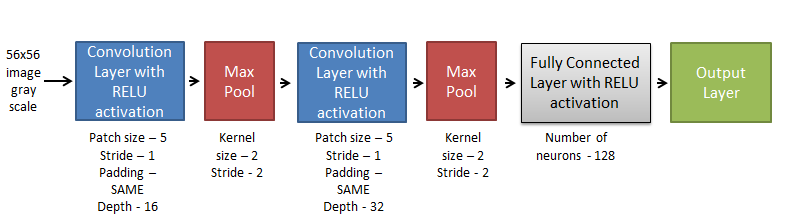 56x56
image
gray
scale
Convolution
Layer with
RELU
activation
Patch size – 5
Stride – 1
Padding –
SAME
Depth - 16
Max
Pool
Kernel
size – 2
Stride - 2
Convolution
Layer with
RELU
activation
Patch size – 5
Stride – 1
Padding –
SAME
Depth - 32
Max
Pool
Kernel
size – 2
Stride - 2
Fully Connected
Layer with RELU
activation
Number of
neurons - 128
Output
Layer